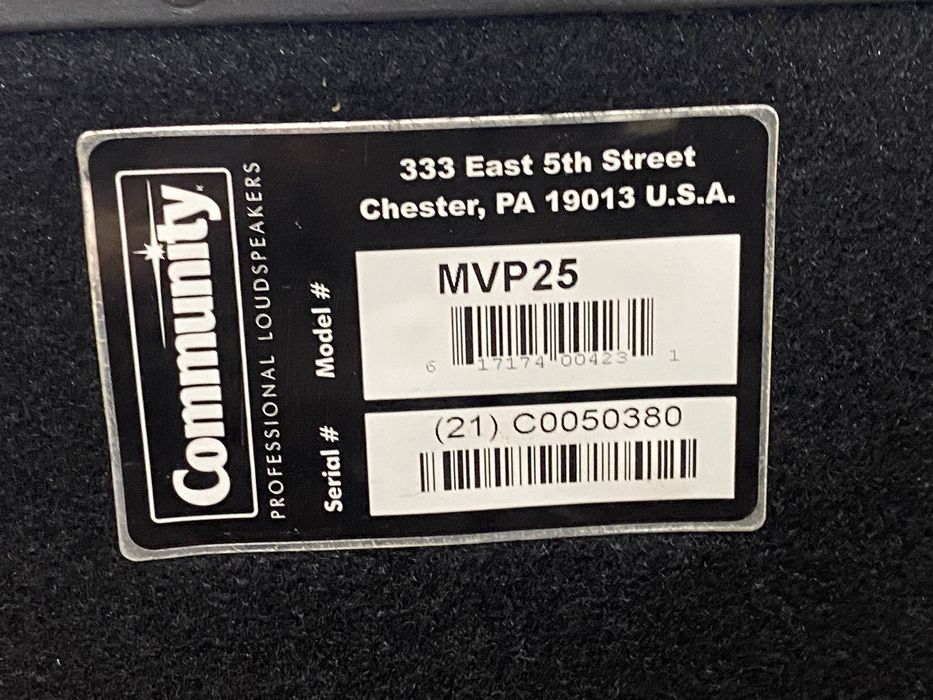 Community
PROFESSIONAL LOUDSPEAKERS
333 East 5th Street
Chester, PA 19013 U.S.A.
Model #
MVP25
6 17174 00423 1
Serial #
(21) C0050380